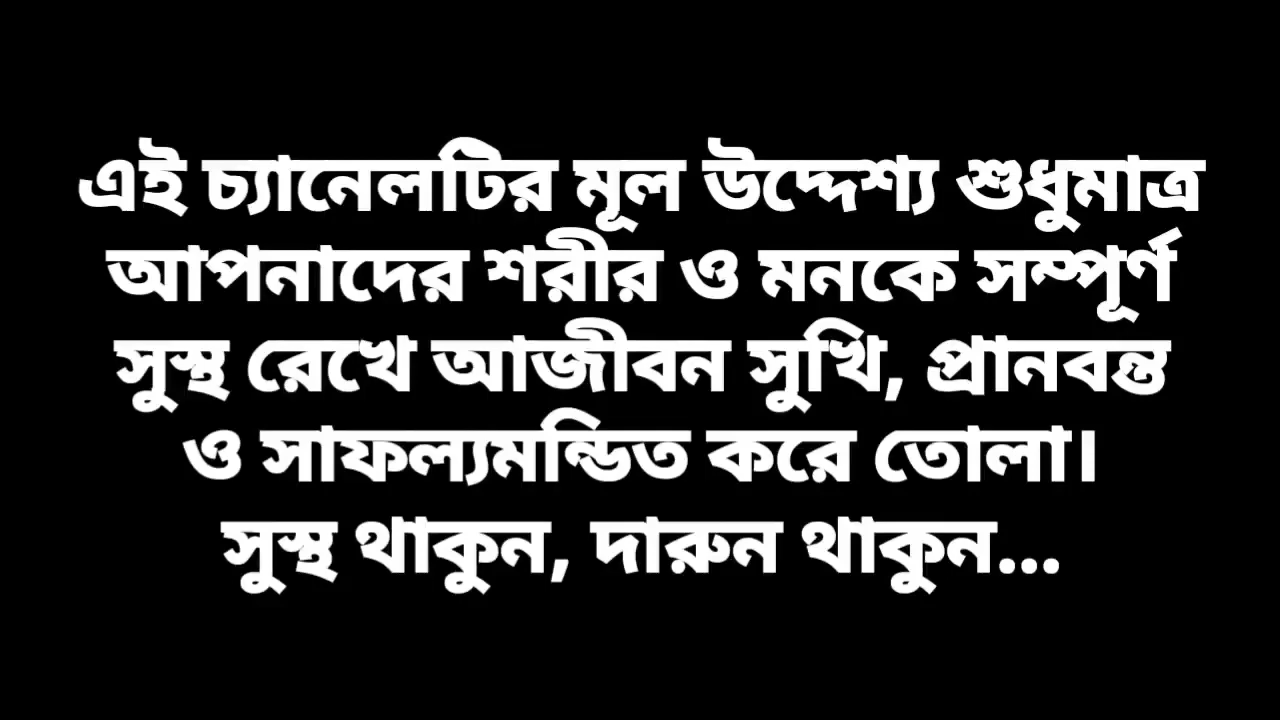 এই চ্যানেলটির মূল উদ্দেশ্য শুধুমাত্র
আপনাদের শরীর ও মনকে সম্পূর্ণ
সুস্থ রেখে আজীবন সুখি, প্রানবন্ত
ও সাফল্যমন্ডিত করে তোলা।
সুস্থ থাকুন, দারুন থাকুন...